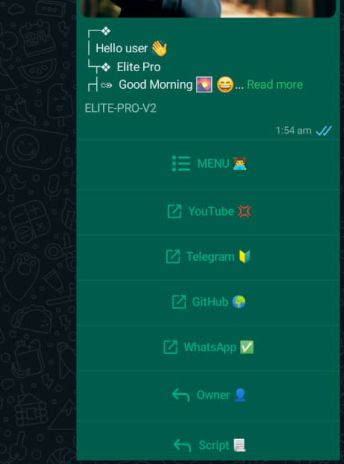 Hello user 👋
Elite Pro
Good Morning 🌄 😄... Read more
ELITE-PRO-V2
1:54 am
MENU 👨‍💻
YouTube 💢
Telegram 🔰
GitHub 🌍
WhatsApp ✅
Owner 👤
Script 📃